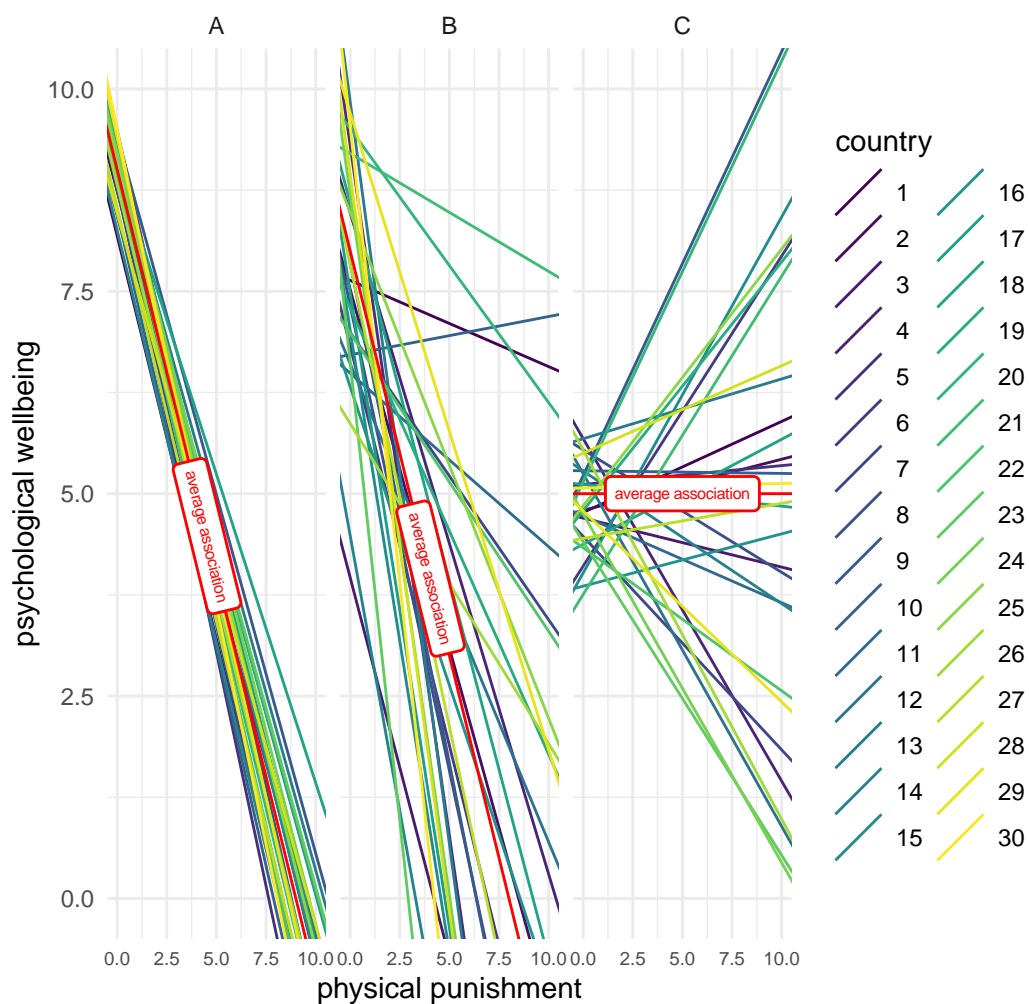 A B C
country
10.0
7.5
5.0
2.5
0.0
psychological wellbeing
average association
average association
average association
0.0 2.5 5.0 7.5 10.0 0.0 2.5 5.0 7.5 10.0 0.0 2.5 5.0 7.5 10.0
physical punishment
1 16
2 17
3 18
4 19
5 20
6 21
7 22
8 23
9 24
10 25
11 26
12 27
13 28
14 29
15 30